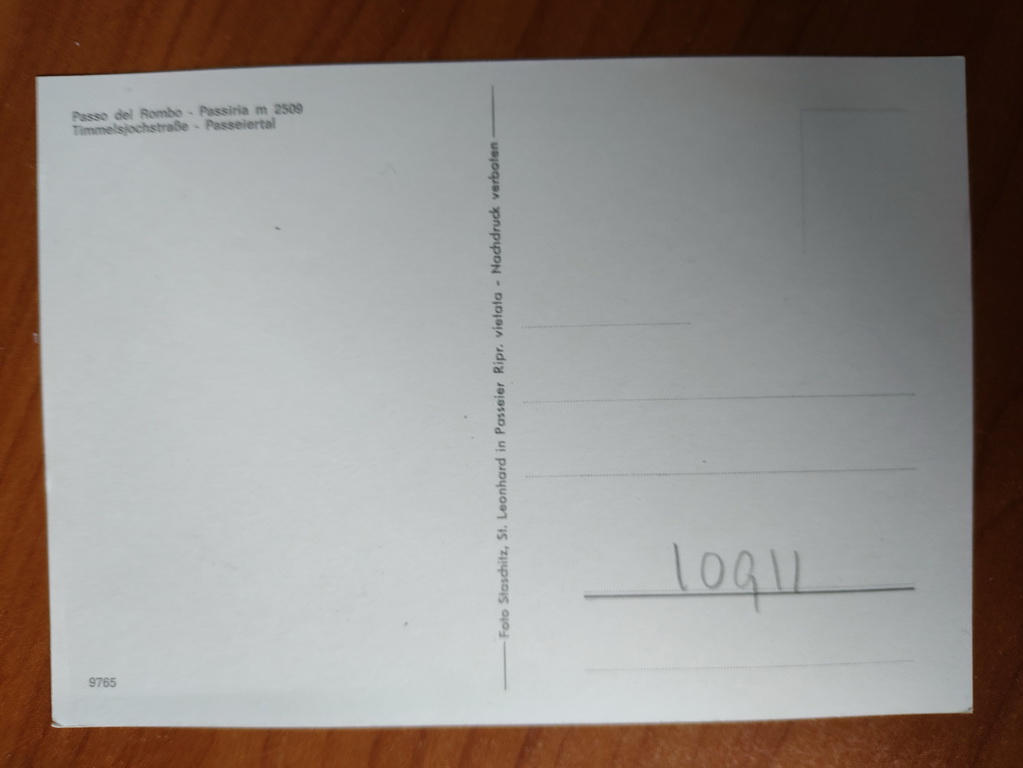 Passo del Rombo - Passiria m 2509
Timmelsjochstraße - Passeiertal
Foto Staschitz, St. Leonhard in Passeier Ripr. vietata - Nachdruck verboten
10911
9765